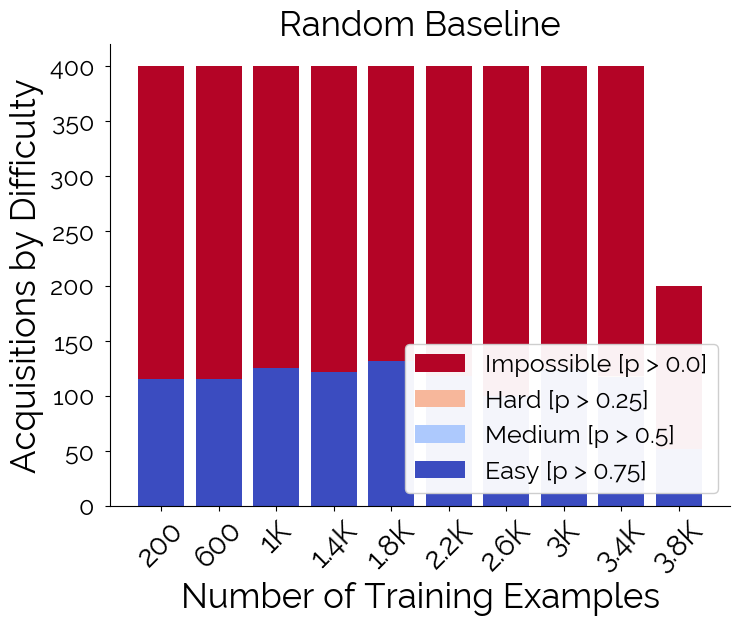 Random Baseline
Acquisitions by Difficulty
400
350
300
250
200
150
100
50
0
Impossible [p > 0.0]
Hard [p > 0.25]
Medium [p > 0.5]
Easy [p > 0.75]
200
600
1K
1.4K
1.8K
2.2K
2.6K
3K
3.4K
3.8K
Number of Training Examples